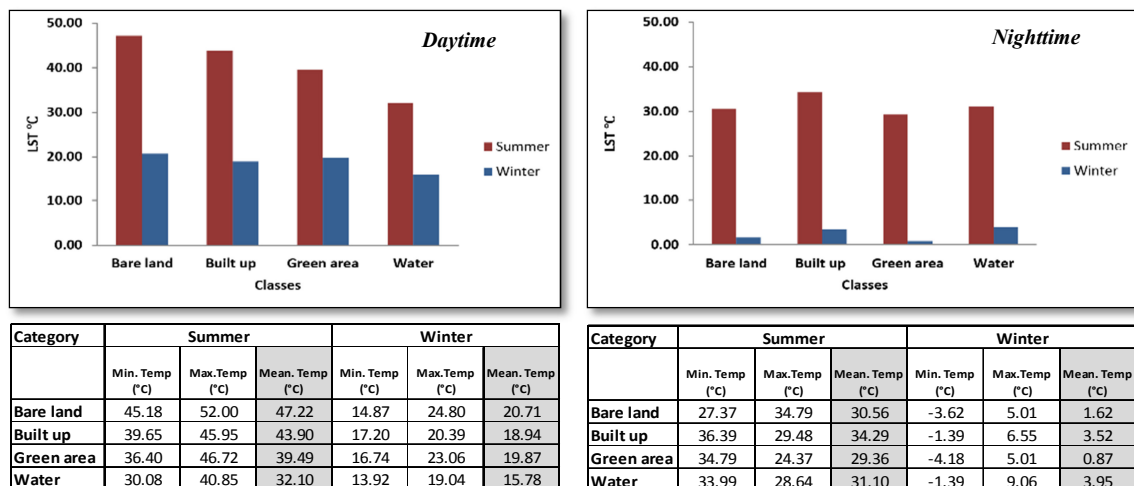 Daytime
50.00
40.00
30.00
20.00
10.00
0.00
LST °C
Summer
Winter
Bare land Built up Green area Water
Classes
Nighttime
50.00
40.00
30.00
20.00
10.00
0.00
LST °C
Summer
Winter
Bare land Built up Green area Water
Classes
Category Summer Winter
Min. Temp (°C) Max.Temp (°C) Mean. Temp (°C) Min. Temp (°C) Max.Temp (°C) Mean. Temp (°C)
Bare land 45.18 52.00 47.22 14.87 24.80 20.71
Built up 39.65 45.95 43.90 17.20 20.39 18.94
Green area 36.40 46.72 39.49 16.74 23.06 19.87
Water 30.08 40.85 32.10 13.92 19.04 15.78
Category Summer Winter
Min. Temp (°C) Max.Temp (°C) Mean. Temp (°C) Min. Temp (°C) Max.Temp (°C) Mean. Temp (°C)
Bare land 27.37 34.79 30.56 -3.62 5.01 1.62
Built up 36.39 29.48 34.29 -1.39 6.55 3.52
Green area 34.79 24.37 29.36 -4.18 5.01 0.87
Water 33.99 28.64 31.10 -1.39 9.06 3.95